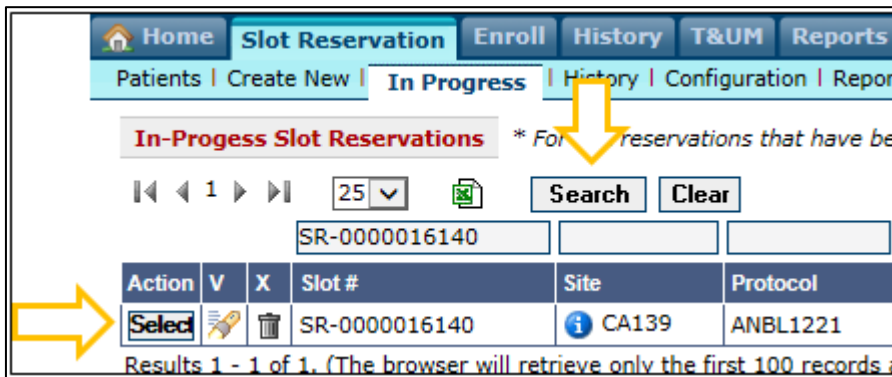 Home Slot Reservation Enroll History T&UM Reports
Patients | Create New | In Progress | History | Configuration | Repor
In-Progess Slot Reservations * For reservations that have be
1 25 Search Clear
SR-0000016140
Action V X Slot # Site Protocol
Select SR-0000016140 CA139 ANBL1221
Results 1 - 1 of 1. (The browser will retrieve only the first 100 records